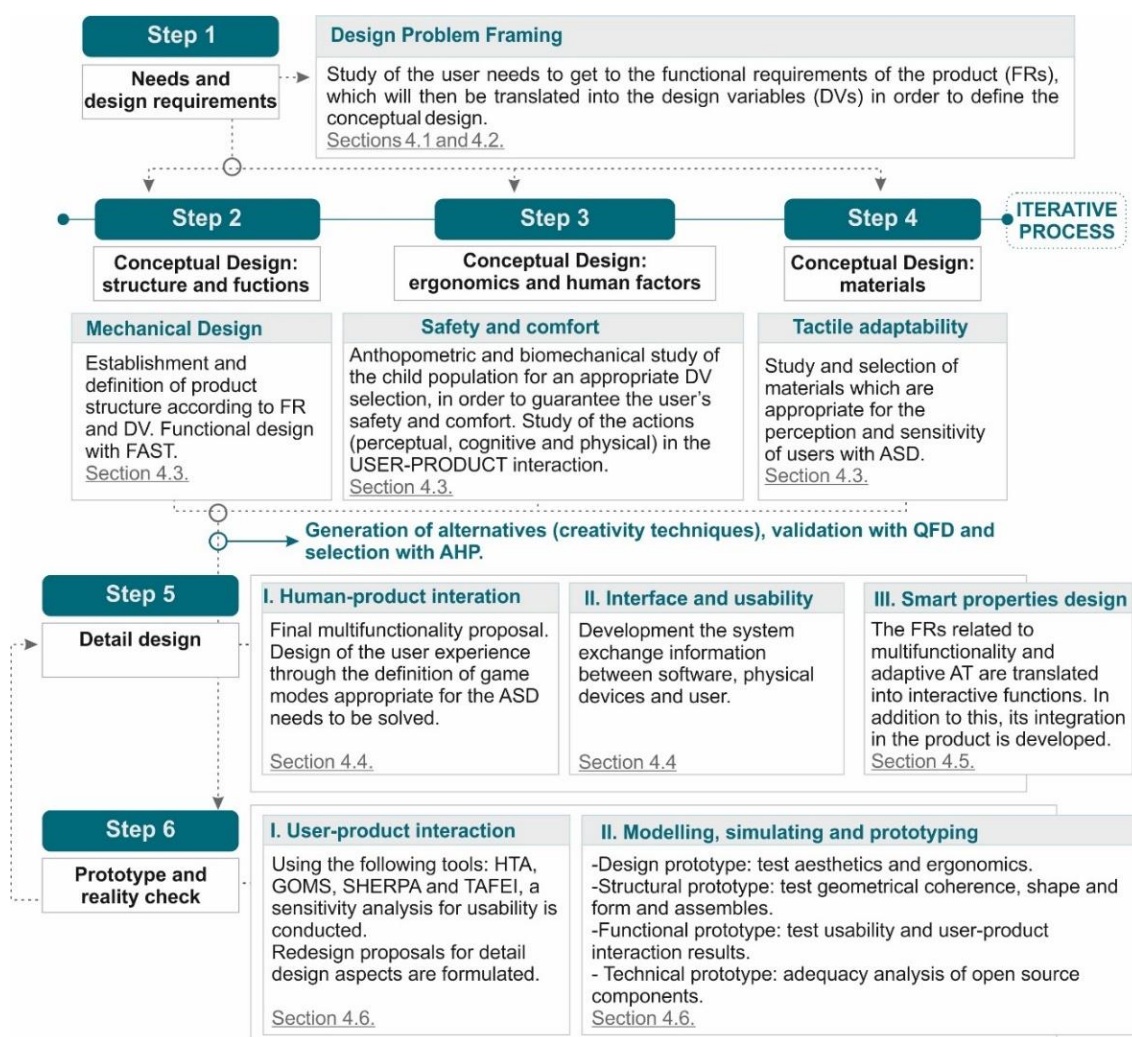 Step 1
Needs and
design requirements
Design Problem Framing
Study of the user needs to get to the functional requirements of the product (FRs),
which will then be translated into the design variables (DVs) in order to define the
conceptual design.
Sections 4.1 and 4.2.
Step 2
Step 3
Step 4
ITERATIVE
PROCESS
Conceptual Design:
structure and fuctions
Conceptual Design:
ergonomics and human factors
Conceptual Design:
materials
Mechanical Design
Establishment and
definition of product
structure according to FR
and DV. Functional design
with FAST.
Section 4.3.
Safety and comfort
Anthopometric and biomechanical study of
the child population for an appropriate DV
selection, in order to guarantee the user's
safety and comfort. Study of the actions
(perceptual, cognitive and physical) in the
USER-PRODUCT interaction.
Section 4.3.
Tactile adaptability
Study and selection of
materials which are
appropriate for the
perception and sensitivity
of users with ASD.
Section 4.3.
Generation of alternatives (creativity techniques), validation with QFD and
selection with AHP.
Step 5
Detail design
I. Human-product interation
Final multifunctionality proposal.
Design of the user experience
through the definition of game
modes appropriate for the ASD
needs to be solved.
Section 4.4.
II. Interface and usability
Development the system
exchange information
between software, physical
devices and user.
Section 4.4
III. Smart properties design
The FRs related to
multifunctionality and
adaptive AT are translated
into interactive functions. In
addition to this, its integration
in the product is developed.
Section 4.5.
Step 6
Prototype and
reality check
I. User-product interaction
Using the following tools: HTA,
GOMS, SHERPA and TAFEI, a
sensitivity analysis for usability is
conducted.
Redesign proposals for detail
design aspects are formulated.
Section 4.6.
II. Modelling, simulating and prototyping
-Design prototype: test aesthetics and ergonomics.
-Structural prototype: test geometrical coherence, shape and
form and assembles.
-Functional prototype: test usability and user-product
interaction results.
- Technical prototype: adequacy analysis of open source
components.
Section 4.6.